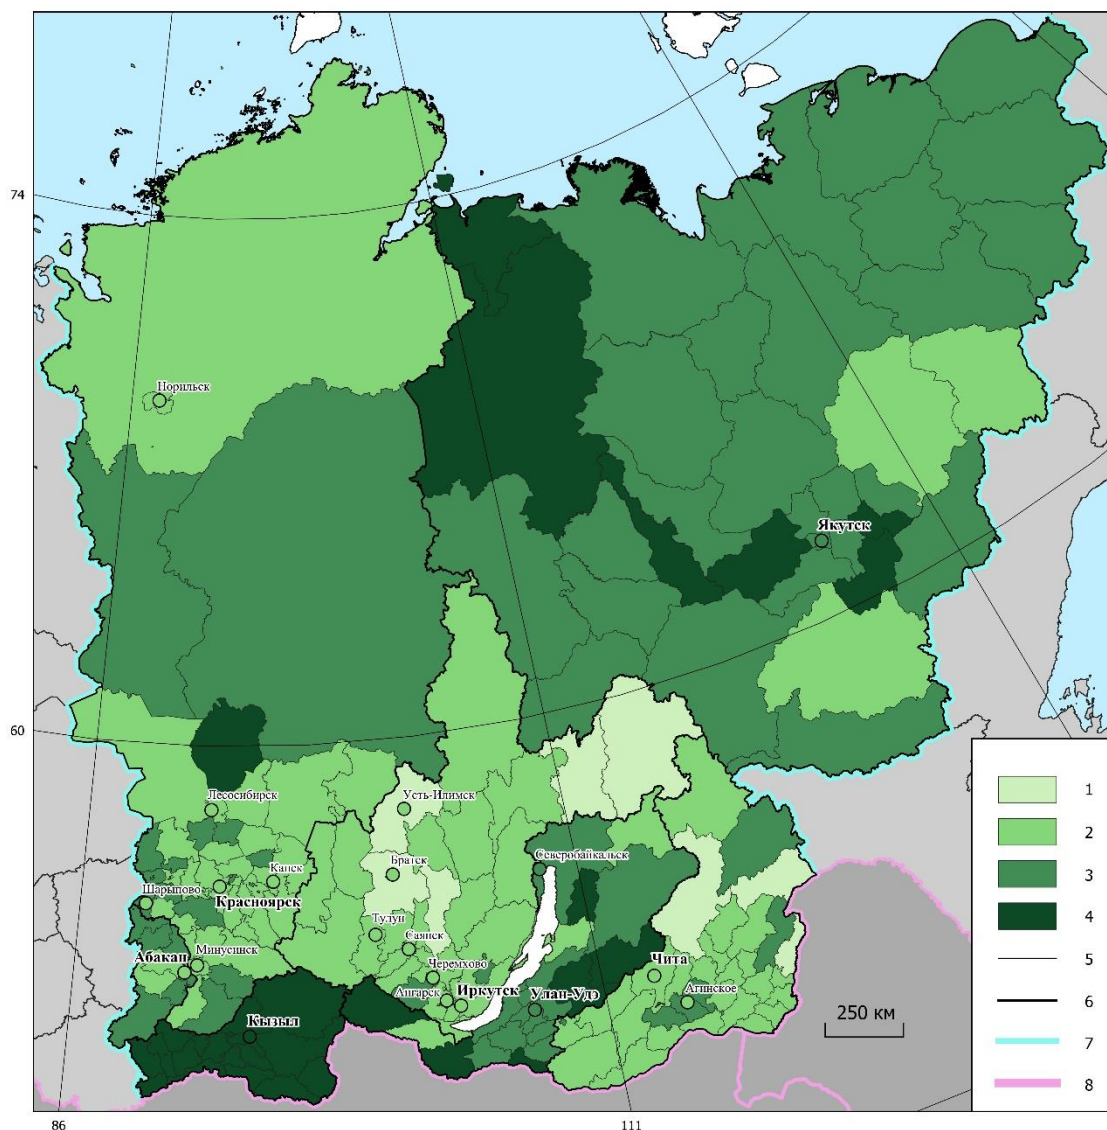 74
Норильск
Якутск
60
Лесосибирск
Усть-Илимск
Канск
Братск
Северобайкальск
Шарыпово
Красноярск
Тулун
Саянск
Абакан
Минусинск
Черемхово
Чита
Ангарск
Иркутск
Улан-Удэ
Агинское
Кызыл
250 км
1
2
3
4
5
6
7
8
86
111